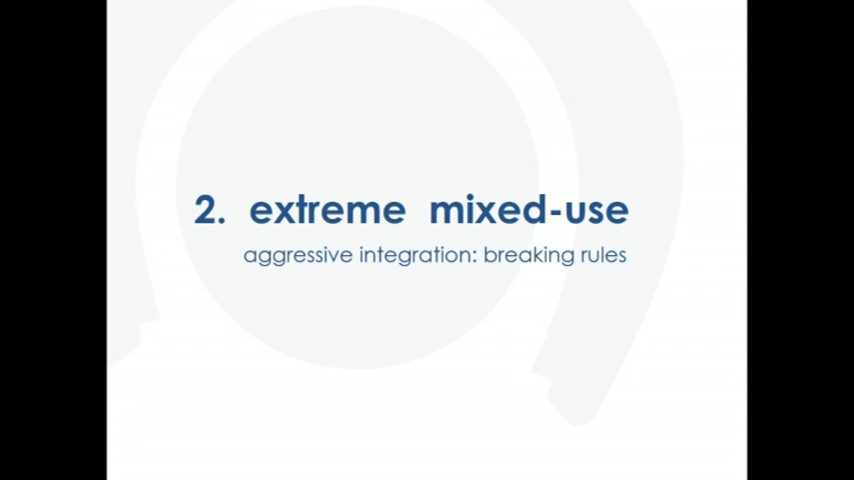 2. extreme mixed-use
aggressive integration: breaking rules